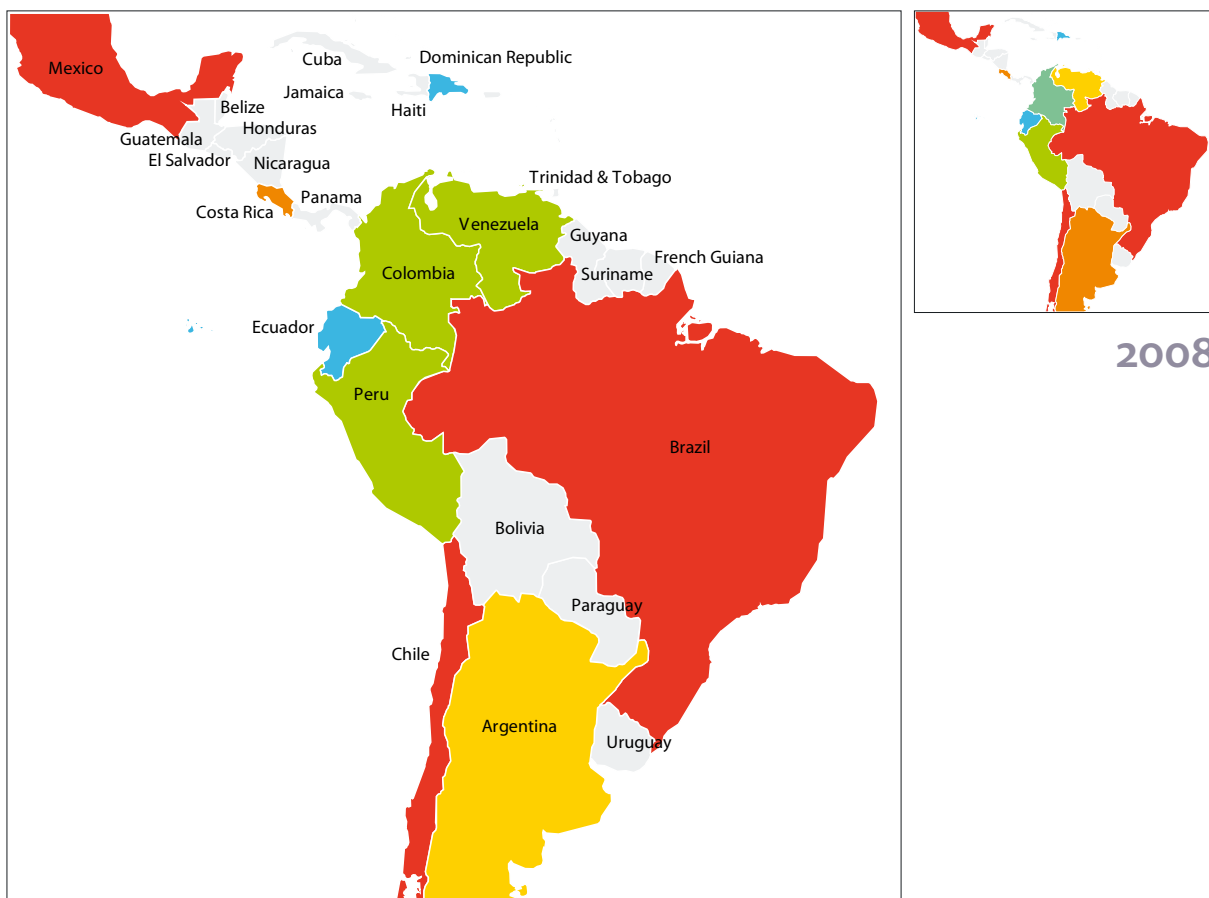 Cuba
Dominican Republic
Mexico
Jamaica
Haiti
Belize
Honduras
Guatemala
El Salvador
Nicaragua
Trinidad & Tobago
Panama
Costa Rica
Venezuela
Guyana
French Guiana
Colombia
Suriname
Ecuador
2008
Peru
Brazil
Bolivia
Paraguay
Chile
Argentina
Uruguay